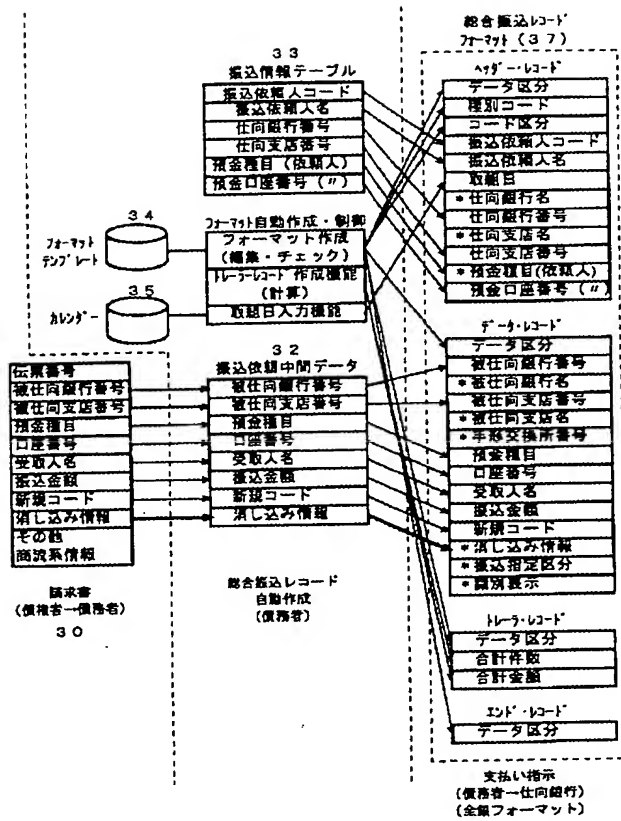 総合振込レコード
フォーマット(37)
33
振込情報テーブル
振込依頼人コード
振込依頼人名
仕向銀行番号
仕向支店番号
預金種目(依頼人)
預金口座番号(〃)
34
フォーマット
テンプレート
35
カレンダー
フォーマット自動作成・制御
フォーマット作成
(編集・チェック)
トレーラ-レコード作成機能
(計算)
取組日入力機能
32
振込依頼中間データ
被仕向銀行番号
被仕向支店番号
預金種目
口座番号
受取人名
振込金額
新規コード
消し込み情報
総合振込レコード
自動作成
(債務者)
伝票番号
被仕向銀行番号
被仕向支店番号
預金種目
口座番号
受取人名
振込金額
新規コード
消し込み情報
その他
商流系情報
請求書
(債権者→債務者)
30
ヘッダー・レコード
データ区分
種別コード
コード区分
振込依頼人コード
振込依頼人名
取組日
*仕向銀行名
仕向銀行番号
*仕向支店名
仕向支店番号
*預金種目(依頼人)
預金口座番号(〃)
データ・レコード
データ区分
被仕向銀行番号
*被仕向銀行名
被仕向支店番号
*被仕向支店名
*手形交換所番号
預金種目
口座番号
受取人名
振込金額
新規コード
*消し込み情報
*振込指定区分
*識別表示
トレーラ・レコード
データ区分
合計件数
合計金額
エンド・レコード
データ区分
支払い指示
(債務者→仕向銀行)
(全銀フォーマット)